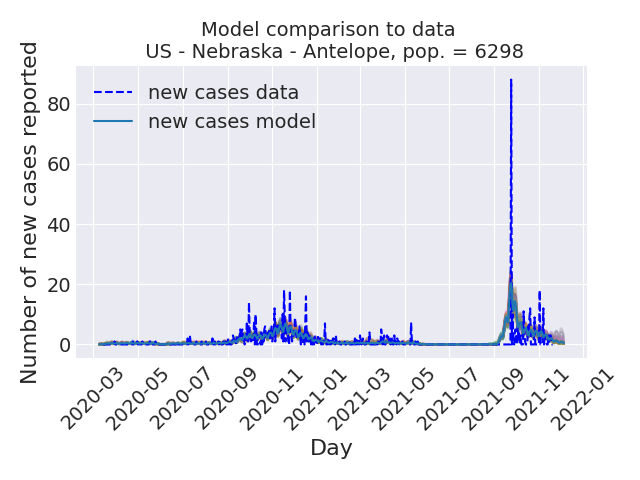 Model comparison to data
US - Nebraska - Antelope, pop. = 6298
Number of new cases reported
new cases data
new cases model
80
60
40
20
0
2020-03
2020-05
2020-07
2020-09
2020-11
2021-01
2021-03
2021-05
2021-07
2021-09
2021-11
2022-01
Day